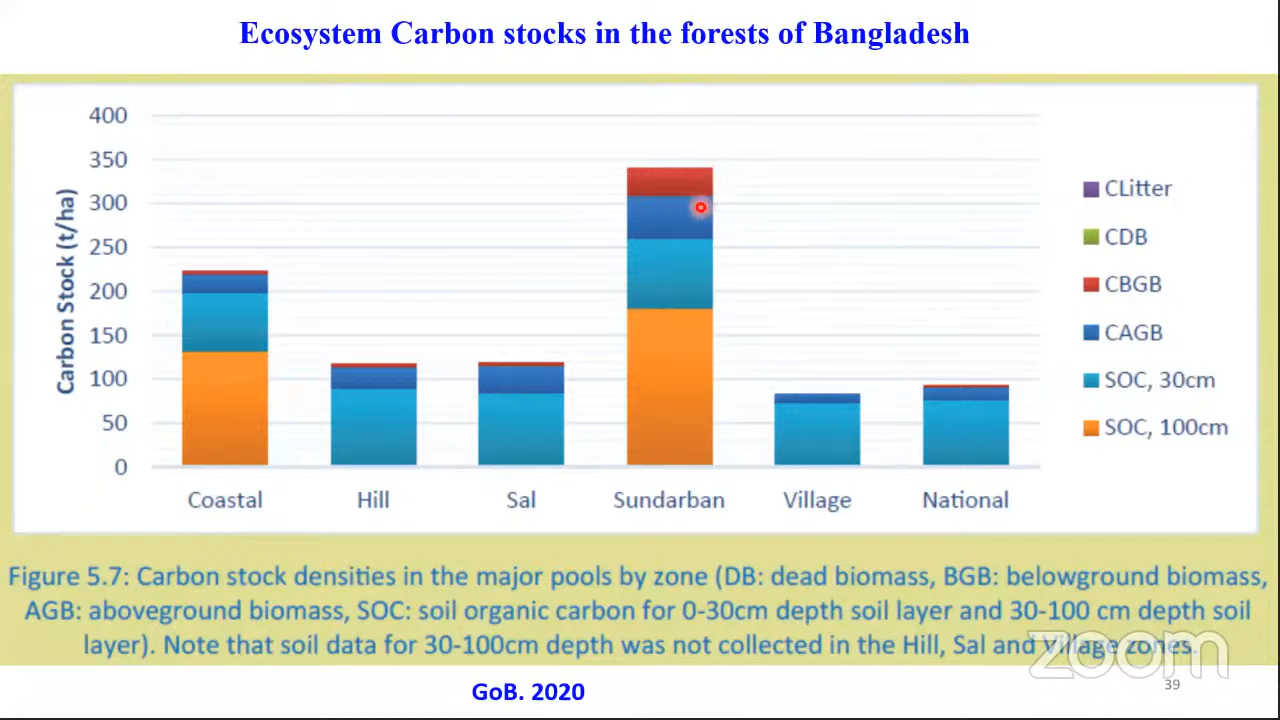 Ecosystem Carbon stocks in the forests of Bangladesh
Carbon Stock (t/ha)
400
350
300
250
200
150
100
50
0
Coastal
Hill
Sal
Sundarban
Village
National
CLitter
CDB
CBGB
CAGB
SOC, 30cm
SOC, 100cm
Figure 5.7: Carbon stock densities in the major pools by zone (DB: dead biomass, BGB: belowground biomass,
AGB: aboveground biomass, SOC: soil organic carbon for 0-30cm depth soil layer and 30-100 cm depth soil
layer). Note that soil data for 30-100cm depth was not collected in the Hill, Sal and Village zones.
zoom
GoB. 2020
39